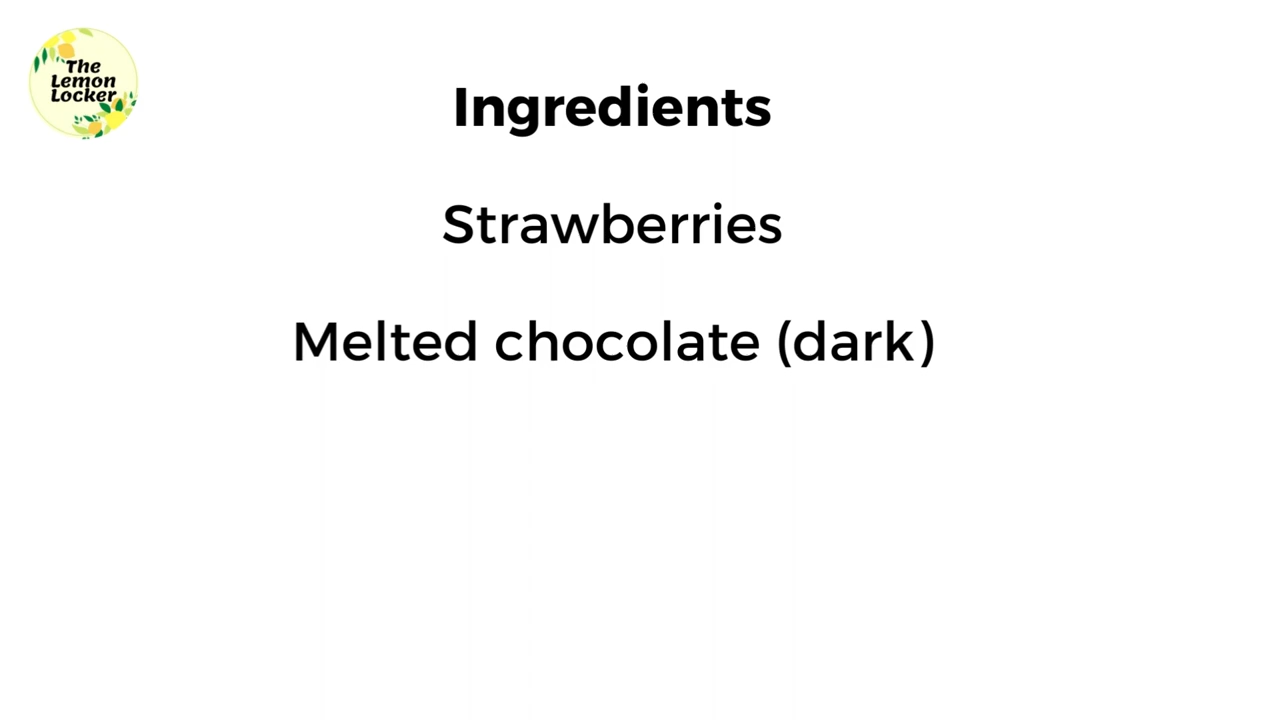 The
Lemon
Locker
Ingredients
Strawberries
Melted chocolate (dark)